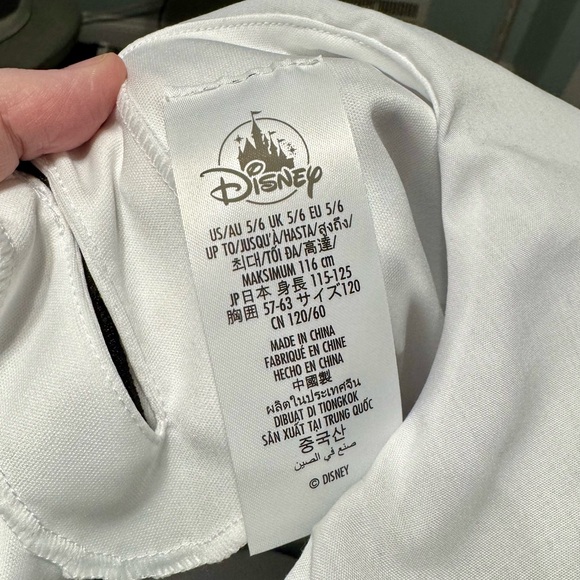 DISNEY
US/AU 5/6 UK 5/6 EU 5/6
UP TO/JUSQU'À/HASTA/สูงถึง/
최대/TỐI ĐA/高達/
MAKSIMUM 116 cm
JP日本 身長 115-125
胸囲 57-63 サイズ120
CN 120/60
MADE IN CHINA
FABRIQUÉ EN CHINE
HECHO EN CHINA
中國製
ผลิตในประเทศจีน
DIBUAT DI TIONGKOK
SẢN XUẤT TẠI TRUNG QUỐC
중국산
صنع في الصين
© DISNEY